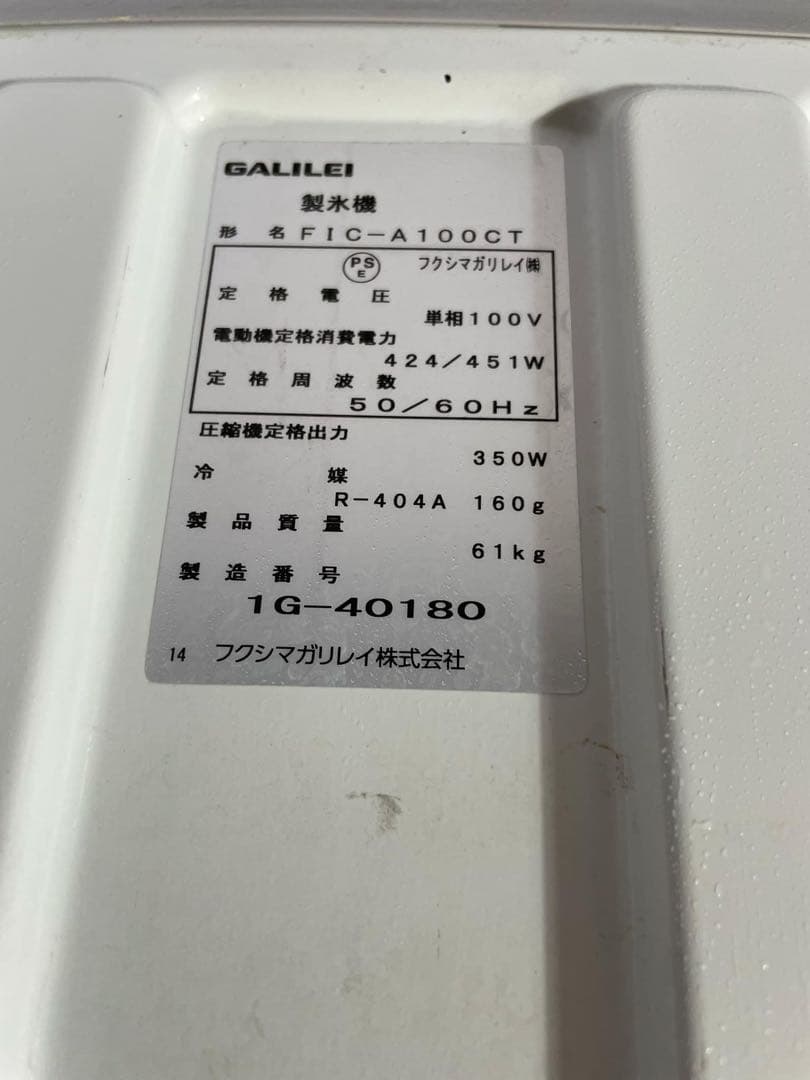 GALILEI
製氷機
形名 FIC-A100CT
PSE フクシマガリレイ㈱
定格電圧
単相100V
電動機定格消費電力
424/451W
定格周波数
50/60Hz
圧縮機定格出力
350W
冷媒
R-404A 160g
製品質量
61kg
製造番号
1G-40180
14 フクシマガリレイ株式会社